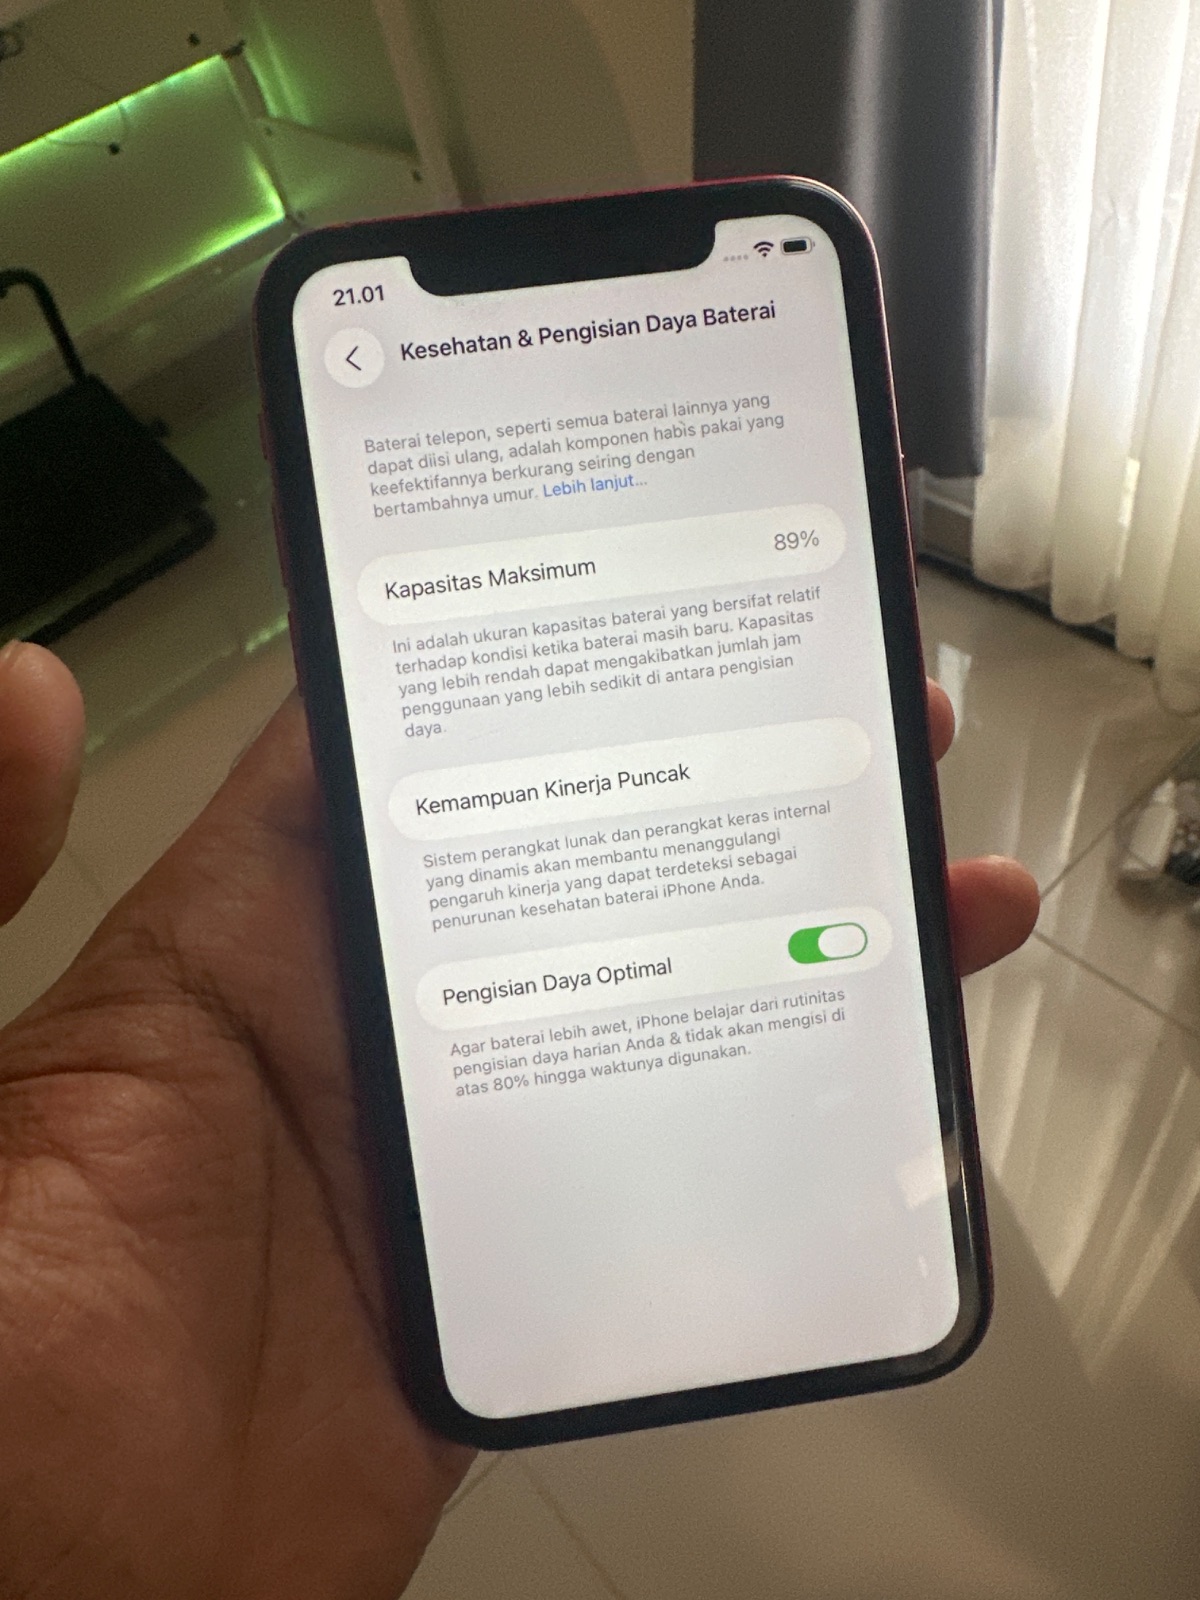 21.01
Kesehatan & Pengisian Daya Baterai
Baterai telepon, seperti semua baterai lainnya yang
dapat diisi ulang, adalah komponen habis pakai yang
keefektifannya berkurang seiring dengan
bertambahnya umur. Lebih lanjut...
Kapasitas Maksimum 89%
Ini adalah ukuran kapasitas baterai yang bersifat relatif
terhadap kondisi ketika baterai masih baru. Kapasitas
yang lebih rendah dapat mengakibatkan jumlah jam
penggunaan yang lebih sedikit di antara pengisian
daya.
Kemampuan Kinerja Puncak
Sistem perangkat lunak dan perangkat keras internal
yang dinamis akan membantu menanggulangi
pengaruh kinerja yang dapat terdeteksi sebagai
penurunan kesehatan baterai iPhone Anda.
Pengisian Daya Optimal
Agar baterai lebih awet, iPhone belajar dari rutinitas
pengisian daya harian Anda & tidak akan mengisi di
atas 80% hingga waktunya digunakan.